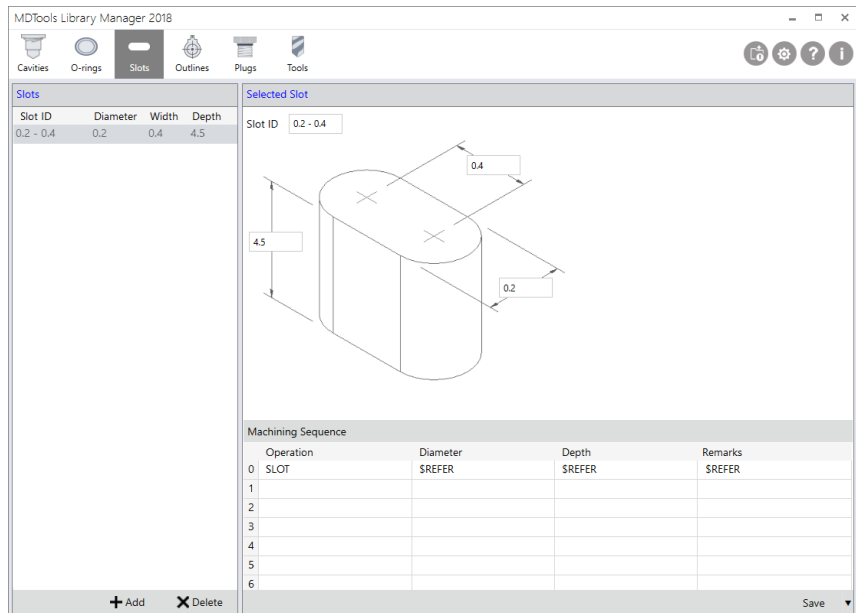 MDTools Library Manager 2018
Cavities O-rings Slots Outlines Plugs Tools
Slots
Slot ID Diameter Width Depth
0.2 - 0.4 0.2 0.4 4.5
Add Delete
Selected Slot
Slot ID 0.2 - 0.4
0.4
4.5
0.2
Machining Sequence
Operation Diameter Depth Remarks
0 SLOT $REFER $REFER $REFER
1
2
3
4
5
6
Save